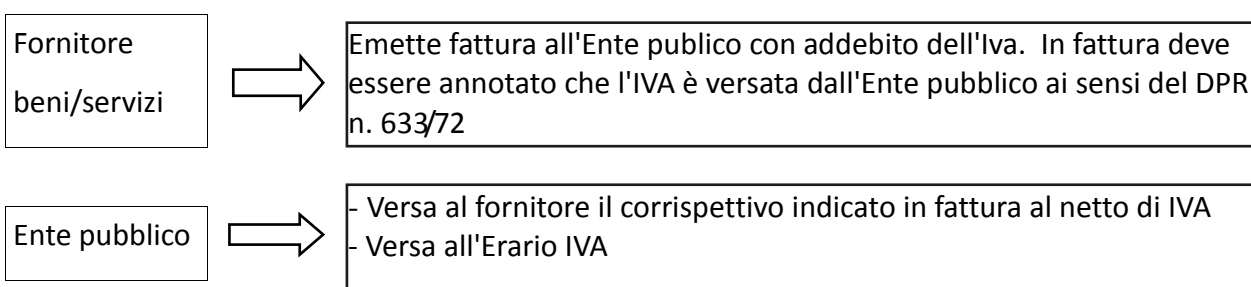 Fornitore
beni/servizi
Emette fattura all'Ente publico con addebito dell'Iva. In fattura deve
essere annotato che l'IVA è versata dall'Ente pubblico ai sensi del DPR
n. 633/72
Ente pubblico
- Versa al fornitore il corrispettivo indicato in fattura al netto di IVA
- Versa all'Erario IVA